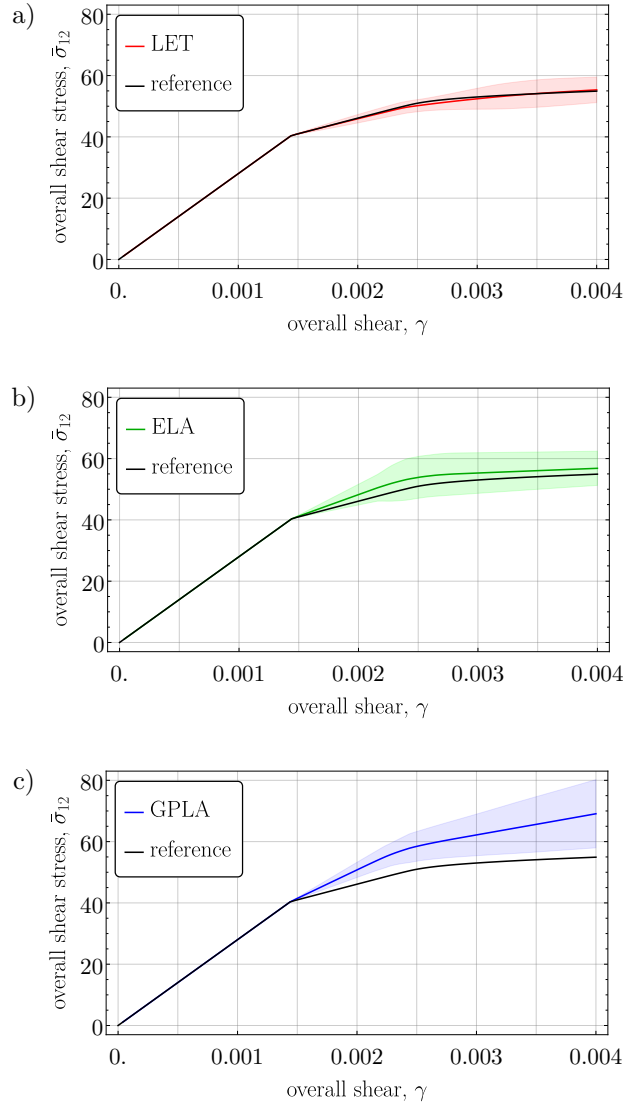 a)
overall shear stress, σ̄₁₂
80
60
40
20
0
LET
reference
0. 0.001 0.002 0.003 0.004
overall shear, γ
b)
overall shear stress, σ̄₁₂
80
60
40
20
0
ELA
reference
0. 0.001 0.002 0.003 0.004
overall shear, γ
c)
overall shear stress, σ̄₁₂
80
60
40
20
0
GPLA
reference
0. 0.001 0.002 0.003 0.004
overall shear, γ